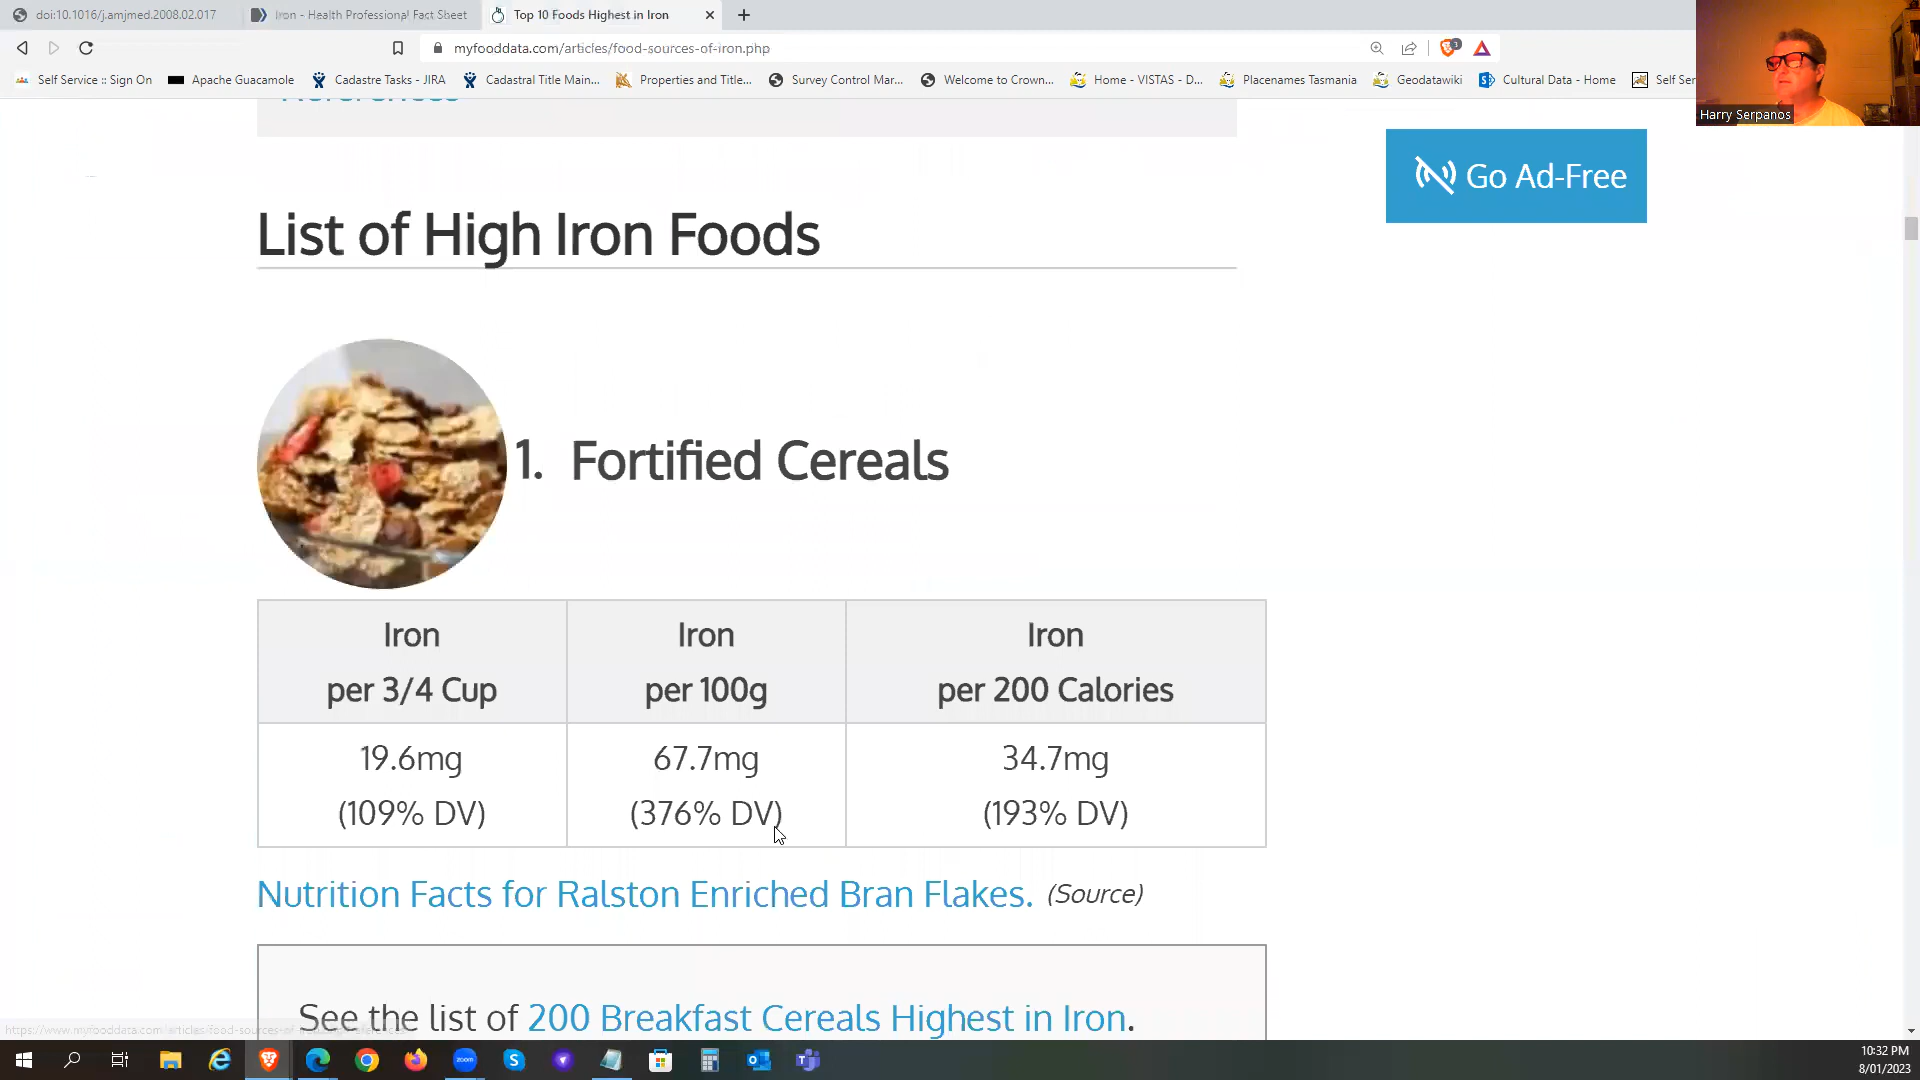 doi:10.1016/j.amjmed.2008.02.017
Iron - Health Professional Fact Sheet
Top 10 Foods Highest in Iron
myfooddata.com/articles/food-sources-of-iron.php
Self Service :: Sign On
Apache Guacamole
Cadastre Tasks - JIRA
Cadastral Title Main...
Properties and Title...
Survey Control Mar...
Welcome to Crown...
Home - VISTAS - D...
Placenames Tasmania
Geodatawiki
Cultural Data - Home
Self Ser
Harry Serpanos
References
Go Ad-Free
List of High Iron Foods
1. Fortified Cereals
Iron
per 3/4 Cup
Iron
per 100g
Iron
per 200 Calories
19.6mg
(109% DV)
67.7mg
(376% DV)
34.7mg
(193% DV)
Nutrition Facts for Ralston Enriched Bran Flakes. (Source)
See the list of 200 Breakfast Cereals Highest in Iron.
zoom
10:32 PM
8/01/2023